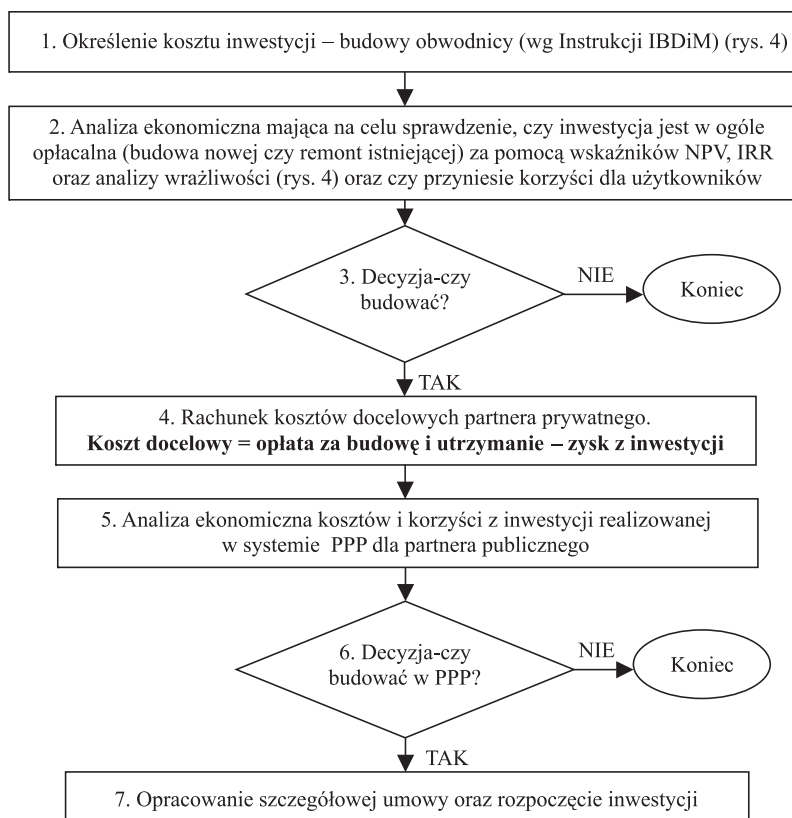 1. Określenie kosztu inwestycji – budowy obwodnicy (wg Instrukcji IBDiM) (rys. 4)
2. Analiza ekonomiczna mająca na celu sprawdzenie, czy inwestycja jest w ogóle
opłacalna (budowa nowej czy remont istniejącej) za pomocą wskaźników NPV, IRR
oraz analizy wrażliwości (rys. 4) oraz czy przyniesie korzyści dla użytkowników
3. Decyzja-czy
budować?
NIE
Koniec
TAK
4. Rachunek kosztów docelowych partnera prywatnego.
Koszt docelowy = opłata za budowę i utrzymanie – zysk z inwestycji
5. Analiza ekonomiczna kosztów i korzyści z inwestycji realizowanej
w systemie PPP dla partnera publicznego
6. Decyzja-czy
budować w PPP?
NIE
Koniec
TAK
7. Opracowanie szczegółowej umowy oraz rozpoczęcie inwestycji